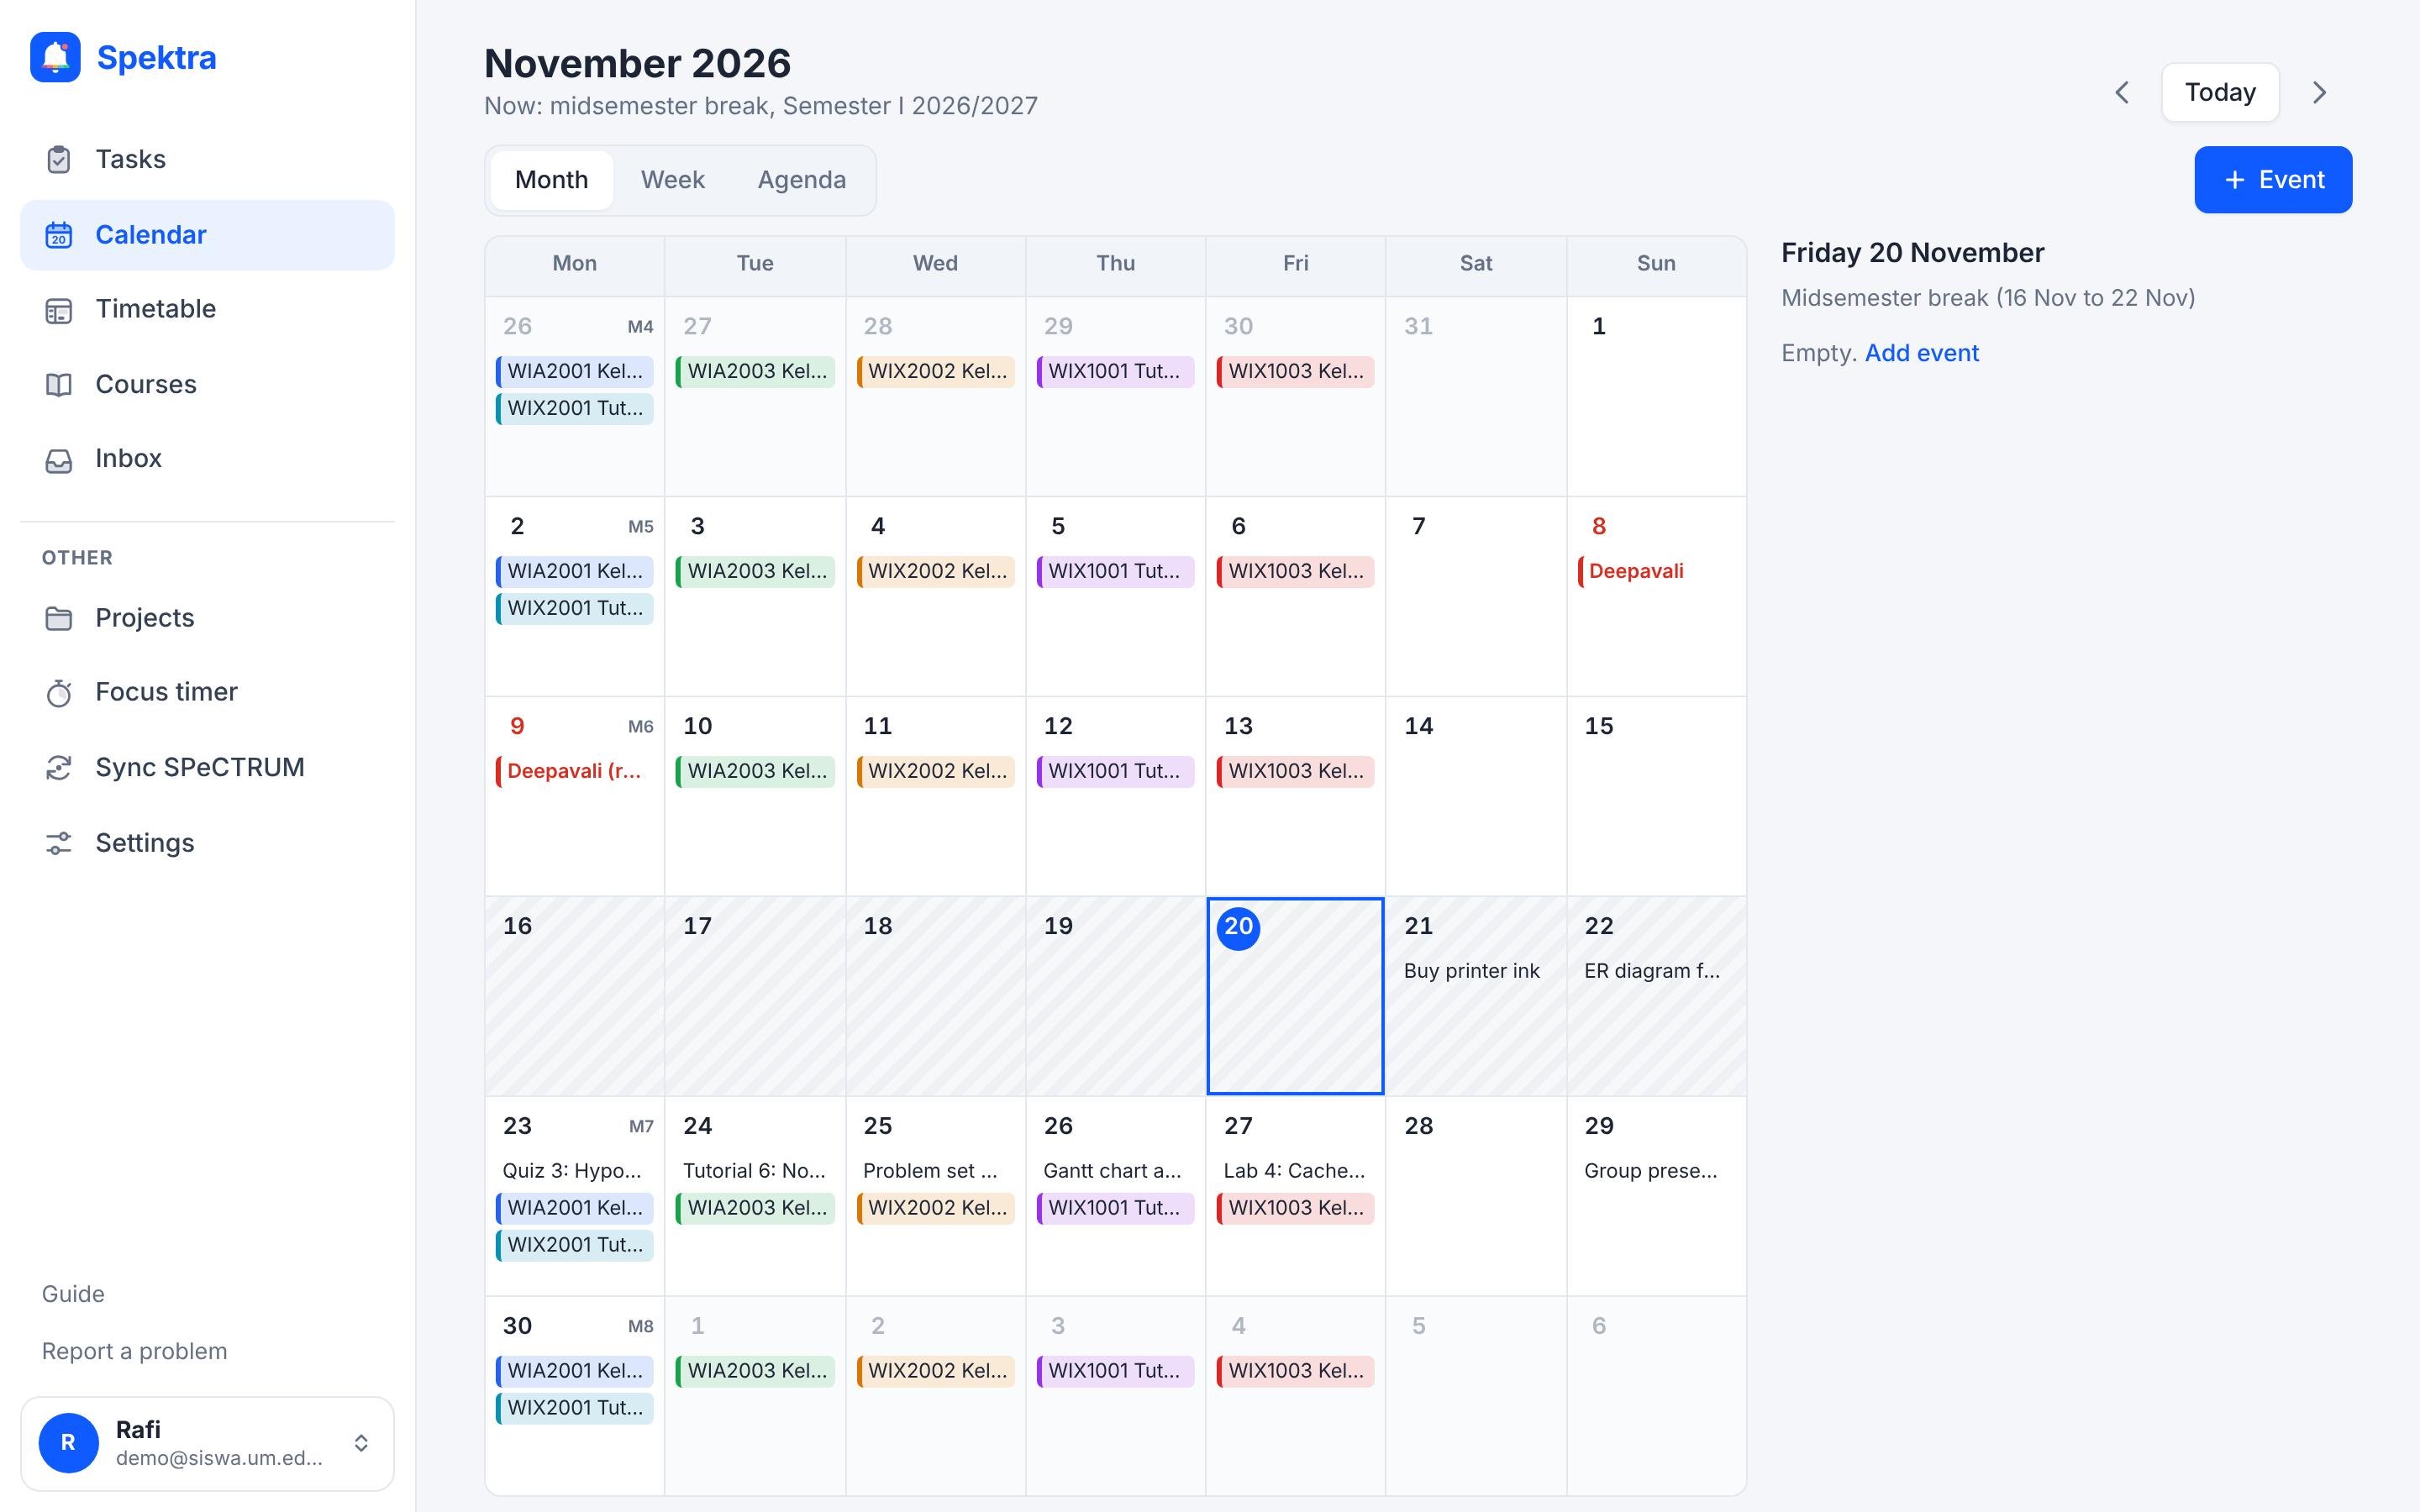 Spektra
Tasks
20
Calendar
Timetable
Courses
Inbox
OTHER
Projects
Focus timer
Sync SPeCTRUM
Settings
Guide
Report a problem
R
Rafi
demo@siswa.um.ed...
November 2026
Now: midsemester break, Semester I 2026/2027
Today
Month Week Agenda
+ Event
Mon Tue Wed Thu Fri Sat Sun
26 M4 27 28 29 30 31 1
WIA2001 Kel... WIA2003 Kel... WIX2002 Kel... WIX1001 Tut... WIX1003 Kel...
WIX2001 Tut...
2 M5 3 4 5 6 7 8
WIA2001 Kel... WIA2003 Kel... WIX2002 Kel... WIX1001 Tut... WIX1003 Kel... Deepavali
WIX2001 Tut...
9 M6 10 11 12 13 14 15
Deepavali (r... WIA2003 Kel... WIX2002 Kel... WIX1001 Tut... WIX1003 Kel...
16 17 18 19 20 21 22
Buy printer ink ER diagram f...
23 M7 24 25 26 27 28 29
Quiz 3: Hypo... Tutorial 6: No... Problem set ... Gantt chart a... Lab 4: Cache... Group prese...
WIA2001 Kel... WIA2003 Kel... WIX2002 Kel... WIX1001 Tut... WIX1003 Kel...
WIX2001 Tut...
30 M8 1 2 3 4 5 6
WIA2001 Kel... WIA2003 Kel... WIX2002 Kel... WIX1001 Tut... WIX1003 Kel...
WIX2001 Tut...
Friday 20 November
Midsemester break (16 Nov to 22 Nov)
Empty. Add event